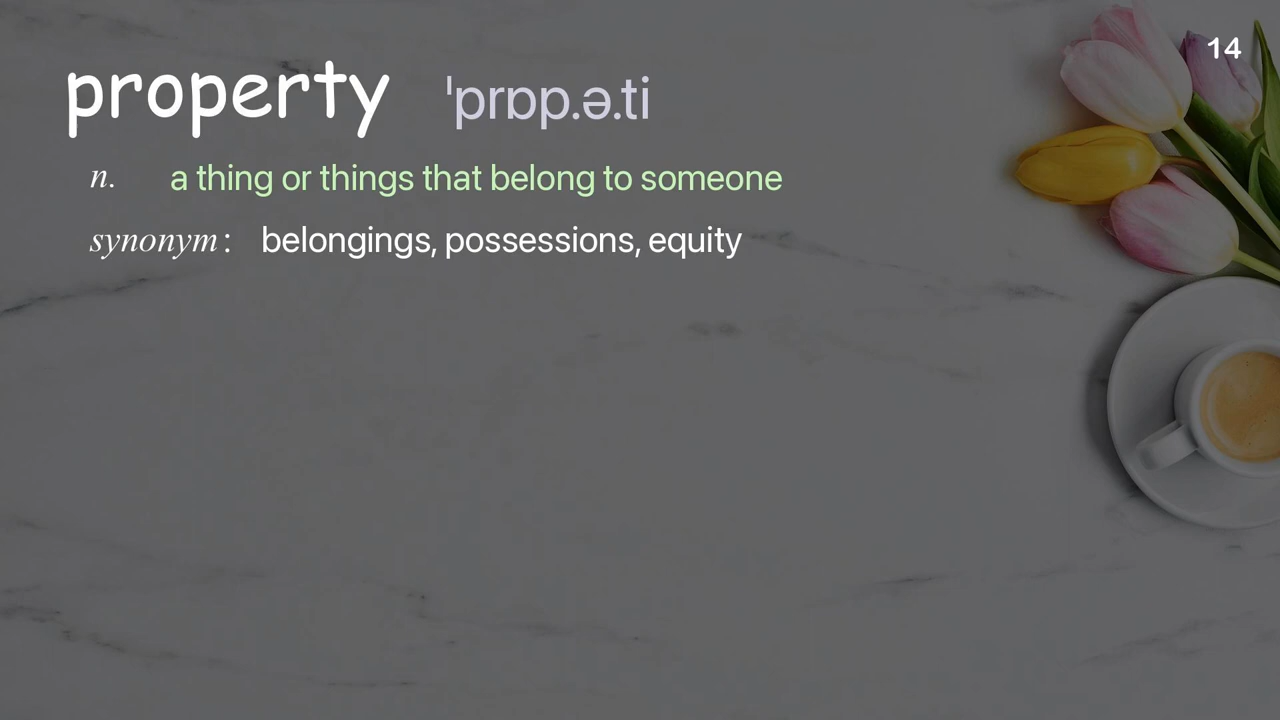 14
property ˈprɒp.ə.ti
n. a thing or things that belong to someone
synonym: belongings, possessions, equity